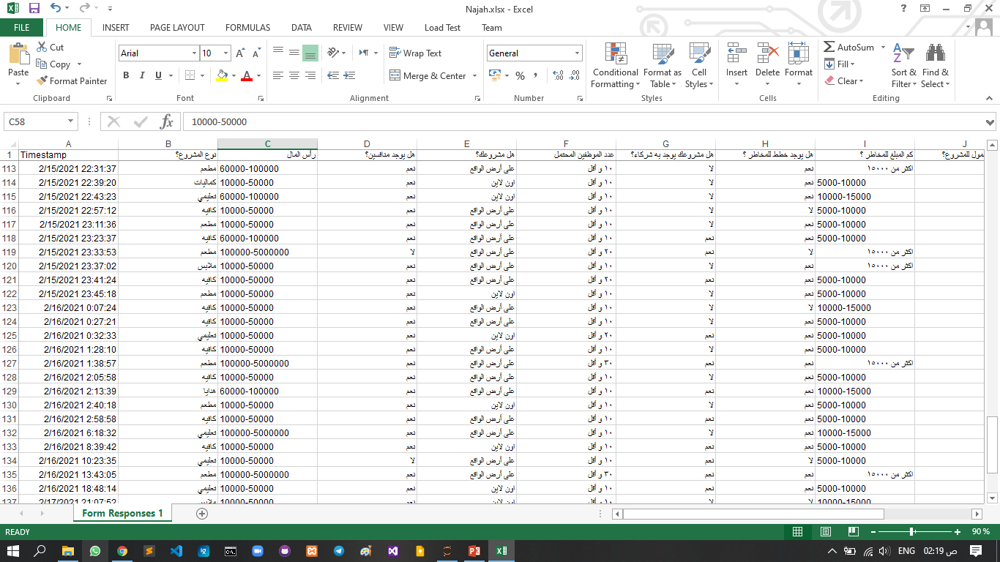 Najah.xlsx - Excel
FILE HOME INSERT PAGE LAYOUT FORMULAS DATA REVIEW VIEW Load Test Team
Paste Cut Copy Format Painter Clipboard
Arial 10 B I U Font
Wrap Text Merge & Center Alignment
General % Number
Conditional Formatting Format as Table Cell Styles Styles
Insert Delete Format Cells
AutoSum Fill Clear Sort & Filter Find & Select Editing
C58 fx 10000-50000
A B C D E F G H I J
1 Timestamp نوع المشروع؟ رأس المال هل يوجد منافسين؟ هل مشروعك؟ عدد الموظفين المحتمل هل مشروعك يوجد به شركاء؟ هل يوجد خطط للمخاطر ؟ كم المبلغ للمخاطر ؟ مول للمشروع؟
113 2/15/2021 22:31:37 مطعم 60000-100000 نعم على أرض الواقع ١٠ و أقل لا نعم اكثر من ١٥٠٠٠
114 2/15/2021 22:39:20 كماليات 10000-50000 نعم اون لاين ١٠ و أقل لا نعم 5000-10000
115 2/15/2021 22:43:23 تعليمي 60000-100000 نعم اون لاين ١٠ و أقل لا نعم 10000-15000
116 2/15/2021 22:57:12 كافيه 10000-50000 نعم على أرض الواقع ١٠ و أقل لا لا 5000-10000
117 2/15/2021 23:11:36 مطعم 10000-50000 نعم على أرض الواقع ١٠ و أقل لا نعم 5000-10000
118 2/15/2021 23:23:37 كافيه 60000-100000 نعم على أرض الواقع ١٠ و أقل نعم نعم 5000-10000
119 2/15/2021 23:33:53 مطعم 100000-5000000 لا على أرض الواقع ٢٠ و أقل نعم لا اكثر من ١٥٠٠٠
120 2/15/2021 23:37:02 ملابس 10000-50000 نعم على أرض الواقع ١٠ و أقل لا نعم اكثر من ١٥٠٠٠
121 2/15/2021 23:41:24 كافيه 10000-50000 نعم على أرض الواقع ٢٠ و أقل نعم نعم 5000-10000
122 2/15/2021 23:45:18 مطعم 10000-50000 نعم اون لاين ١٠ و أقل لا نعم 5000-10000
123 2/16/2021 0:07:24 كافيه 10000-50000 نعم على أرض الواقع ١٠ و أقل لا لا 10000-15000
124 2/16/2021 0:27:21 كافيه 10000-50000 نعم على أرض الواقع ١٠ و أقل لا نعم 5000-10000
125 2/16/2021 0:32:33 تعليمي 10000-50000 نعم اون لاين ٢٠ و أقل نعم نعم 5000-10000
126 2/16/2021 1:28:10 كافيه 10000-50000 نعم على أرض الواقع ١٠ و أقل لا نعم 5000-10000
127 2/16/2021 1:38:57 مطعم 100000-5000000 نعم على أرض الواقع ٣٠ و أقل نعم نعم اكثر من ١٥٠٠٠
128 2/16/2021 2:05:58 كافيه 10000-50000 نعم على أرض الواقع ١٠ و أقل لا نعم 5000-10000
129 2/16/2021 2:13:39 هدايا 60000-100000 نعم على أرض الواقع ١٠ و أقل نعم نعم 10000-15000
130 2/16/2021 2:40:18 مطعم 10000-50000 نعم اون لاين ١٠ و أقل لا نعم 5000-10000
131 2/16/2021 2:58:58 كافيه 10000-50000 نعم على أرض الواقع ١٠ و أقل نعم نعم 5000-10000
132 2/16/2021 6:18:32 تعليمي 100000-5000000 نعم على أرض الواقع ١٠ و أقل لا نعم 10000-15000
133 2/16/2021 8:39:42 كافيه 10000-50000 نعم اون لاين ١٠ و أقل نعم نعم 5000-10000
134 2/16/2021 10:23:35 تعليمي 10000-50000 لا على أرض الواقع ١٠ و أقل نعم لا 5000-10000
135 2/16/2021 13:43:05 مطعم 100000-5000000 نعم على أرض الواقع ٣٠ و أقل نعم نعم اكثر من ١٥٠٠٠
136 2/16/2021 18:48:14 تعليمي 10000-50000 نعم اون لاين ١٠ و أقل نعم نعم 5000-10000
137 2/17/2021 21:07:52 ملابس 10000-50000 نعم اون لاين ١٠ و أقل لا لا 10000-15000
Form Responses 1
READY 90 %
ENG 02:19 ص